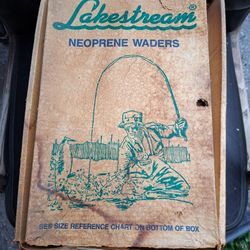 Lakestream®
NEOPRENE WADERS
SEE SIZE REFERENCE CHART ON BOTTOM OF BOX